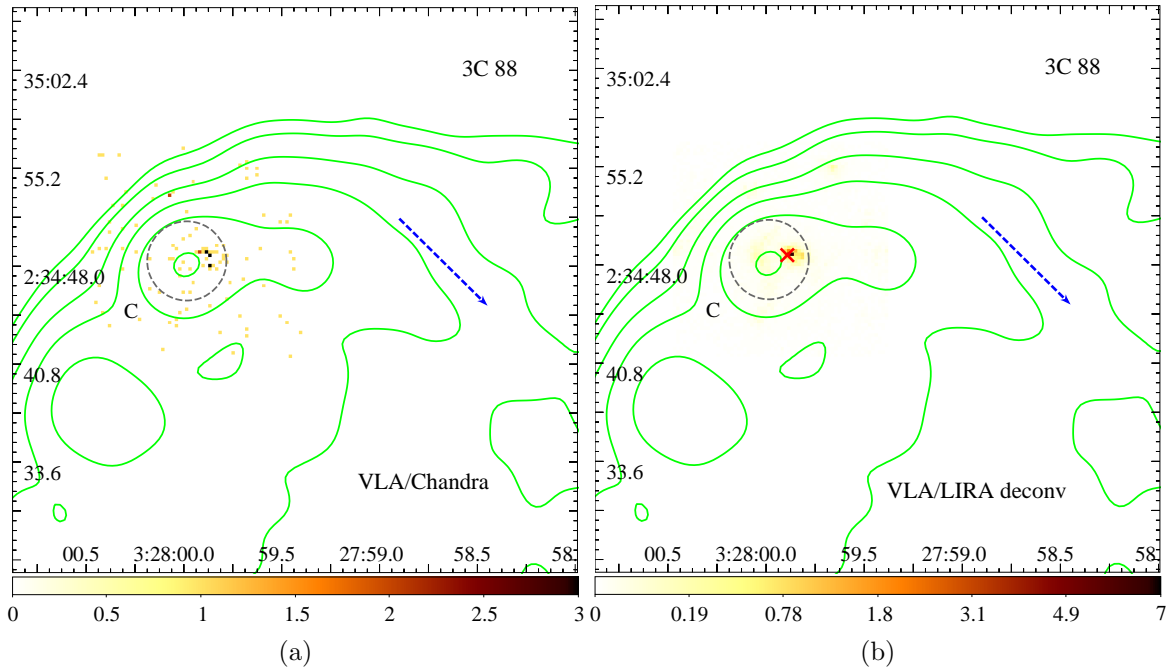 3C 88
35:02.4
55.2
2:34:48.0
C
40.8
33.6
VLA/Chandra
00.5 3:28:00.0 59.5 27:59.0 58.5 58
0 0.5 1 1.5 2 2.5 3
(a)
3C 88
35:02.4
55.2
2:34:48.0
C
40.8
33.6
VLA/LIRA deconv
00.5 3:28:00.0 59.5 27:59.0 58.5 58
0 0.19 0.78 1.8 3.1 4.9 7
(b)